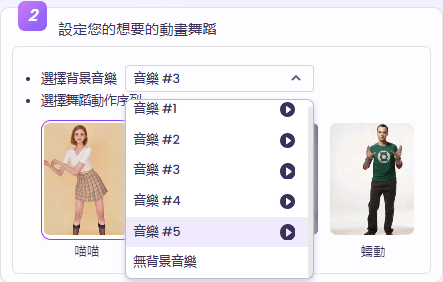 2
設定您的想要的動畫舞蹈
選擇背景音樂
音樂 #3
選擇舞蹈動作序列
音樂 #1
音樂 #2
音樂 #3
音樂 #4
音樂 #5
無背景音樂
喵喵
蠕動